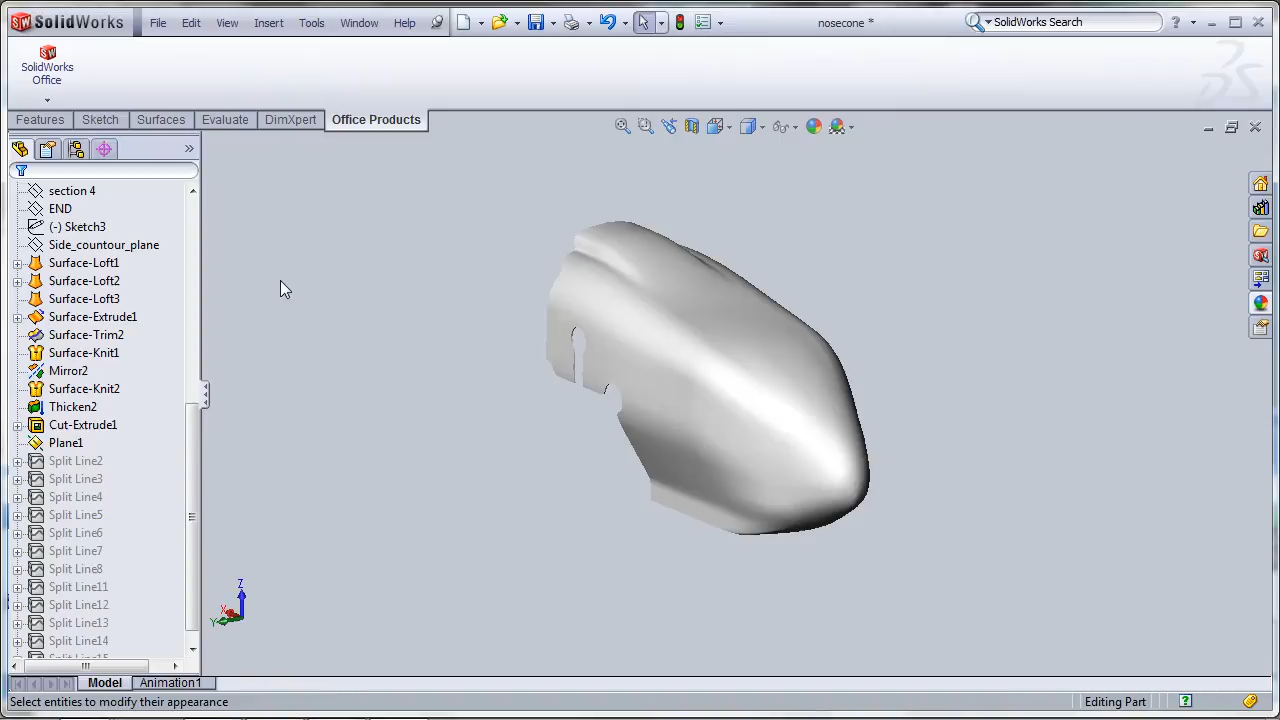 SolidWorks File Edit View Insert Tools Window Help nosecone * SolidWorks Search
SolidWorks
Office
Features Sketch Surfaces Evaluate DimXpert Office Products
section 4
END
(-) Sketch3
Side_countour_plane
Surface-Loft1
Surface-Loft2
Surface-Loft3
Surface-Extrude1
Surface-Trim2
Surface-Knit1
Mirror2
Surface-Knit2
Thicken2
Cut-Extrude1
Plane1
Split Line2
Split Line3
Split Line4
Split Line5
Split Line6
Split Line7
Split Line8
Split Line11
Split Line12
Split Line13
Split Line14
Z
X
Y
Model Animation1
Select entities to modify their appearance Editing Part